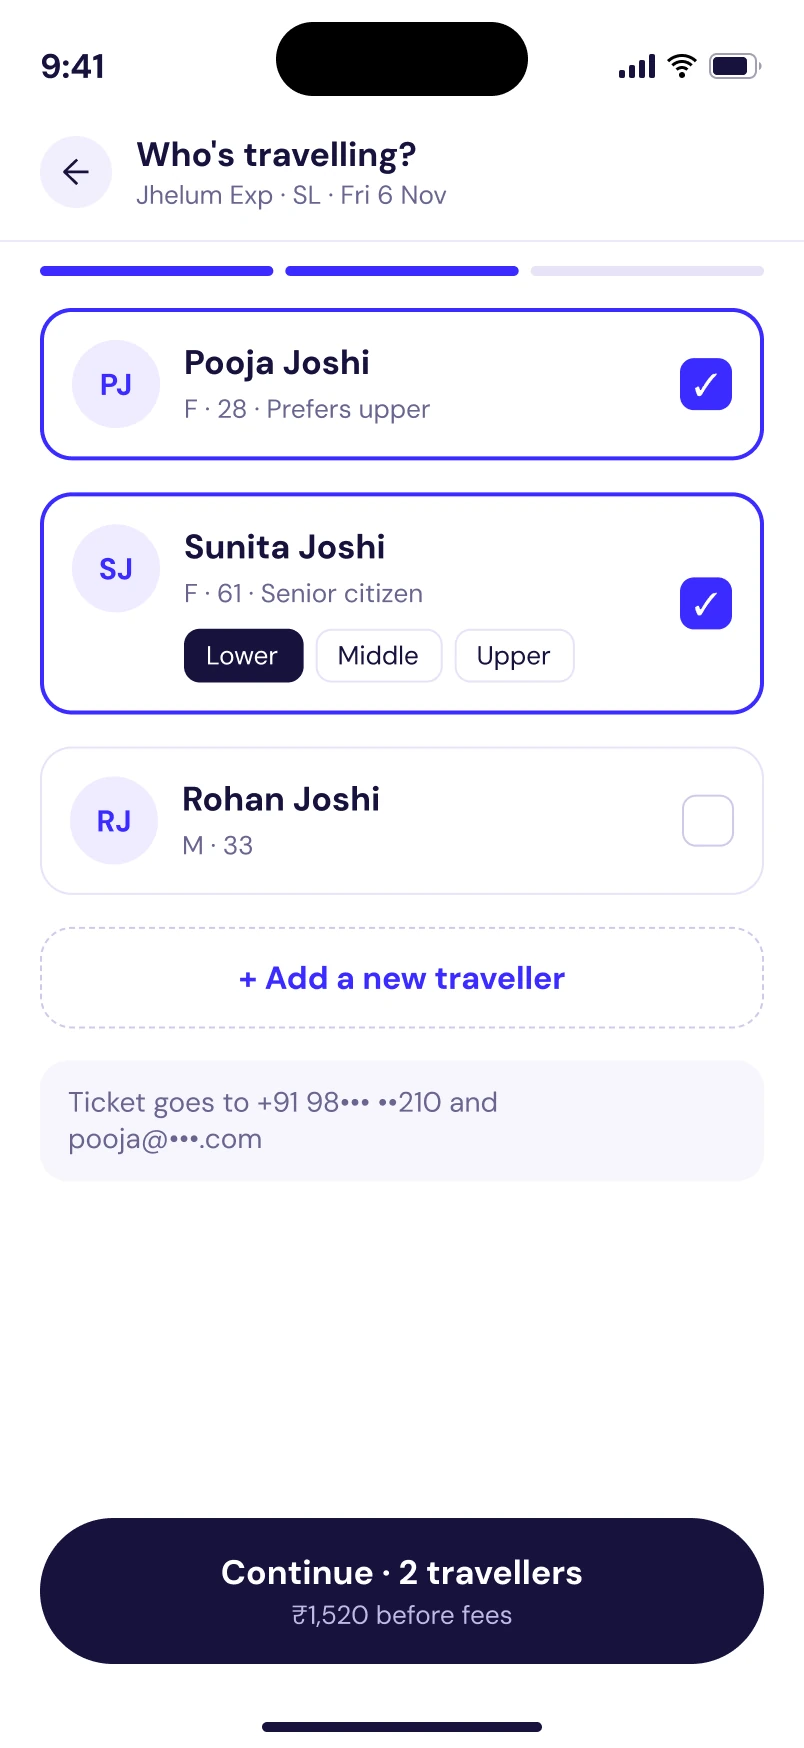 9:41
Who's travelling?
Jhelum Exp · SL · Fri 6 Nov
PJ
Pooja Joshi
F · 28 · Prefers upper
✓
SJ
Sunita Joshi
F · 61 · Senior citizen
✓
Lower Middle Upper
RJ
Rohan Joshi
M · 33
+ Add a new traveller
Ticket goes to +91 98••• ••210 and
pooja@•••.com
Continue · 2 travellers
₹1,520 before fees